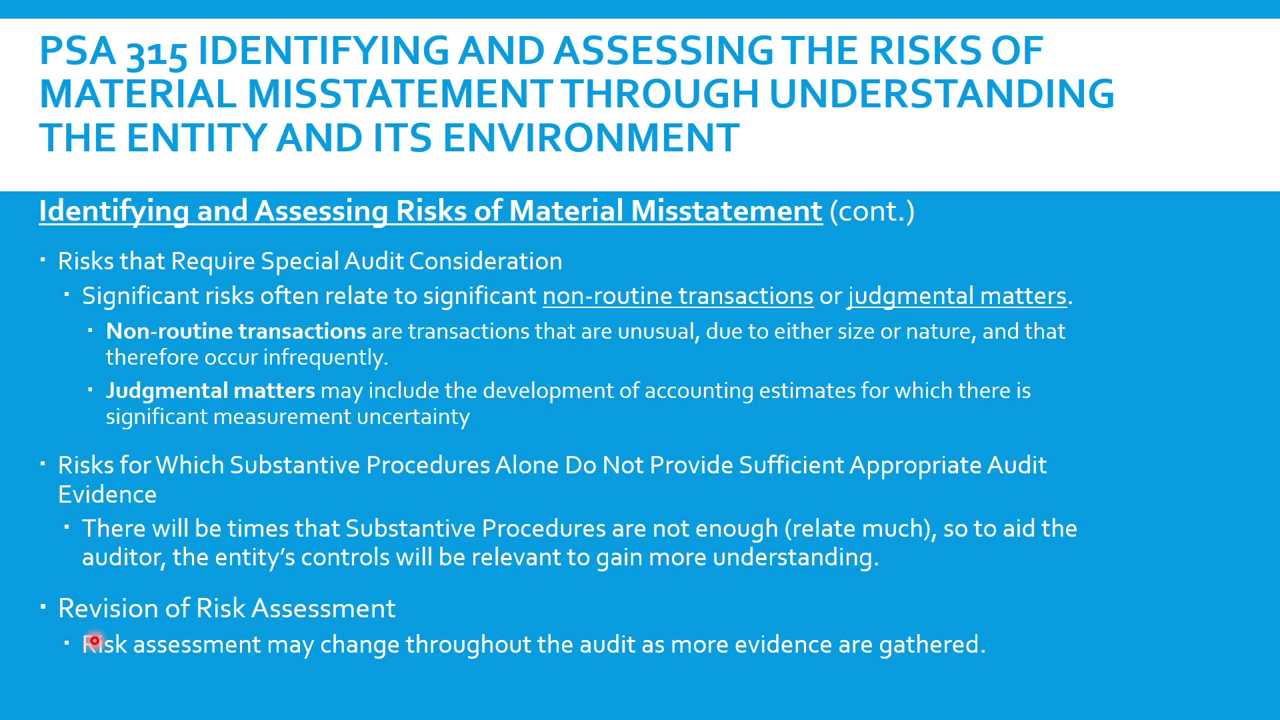 PSA 315 IDENTIFYING AND ASSESSING THE RISKS OF
MATERIAL MISSTATEMENT THROUGH UNDERSTANDING
THE ENTITY AND ITS ENVIRONMENT
Identifying and Assessing Risks of Material Misstatement (cont.)
▪ Risks that Require Special Audit Consideration
▪ Significant risks often relate to significant non-routine transactions or judgmental matters.
▪ Non-routine transactions are transactions that are unusual, due to either size or nature, and that
therefore occur infrequently.
▪ Judgmental matters may include the development of accounting estimates for which there is
significant measurement uncertainty
▪ Risks for Which Substantive Procedures Alone Do Not Provide Sufficient Appropriate Audit
Evidence
▪ There will be times that Substantive Procedures are not enough (relate much), so to aid the
auditor, the entity’s controls will be relevant to gain more understanding.
▪ Revision of Risk Assessment
▪ Risk assessment may change throughout the audit as more evidence are gathered.